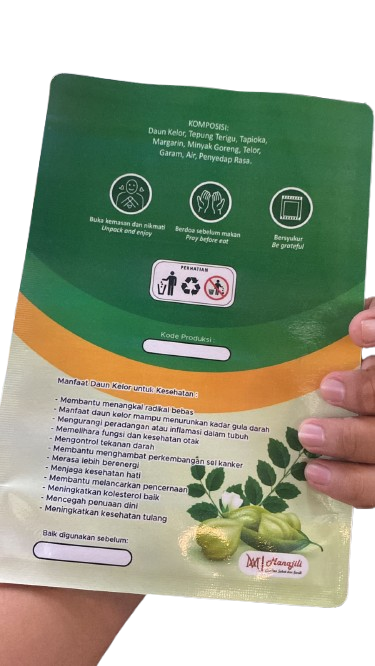 KOMPOSISI:
Daun Kelor, Tepung Terigu, Tapioka,
Margarin, Minyak Goreng, Telor,
Garam, Air, Penyedap Rasa.
Buka kemasan dan nikmati
Unpack and enjoy
Berdoa sebelum makan
Pray before eat
Bersyukur
Be grateful
PERHATIAN
Kode Produksi :
Manfaat Daun Kelor untuk Kesehatan :
- Membantu menangkal radikal bebas
- Manfaat daun kelor mampu menurunkan kadar gula darah
- Mengurangi peradangan atau inflamasi dalam tubuh
- Memelihara fungsi dan kesehatan otak
- Mengontrol tekanan darah
- Membantu menghambat perkembangan sel kanker
- Merasa lebih berenergi
- Menjaga kesehatan hati
- Membantu melancarkan pencernaan
- Meningkatkan kolesterol baik
- Mencegah penuaan dini
- Meningkatkan kesehatan tulang
Baik digunakan sebelum:
Hanajili